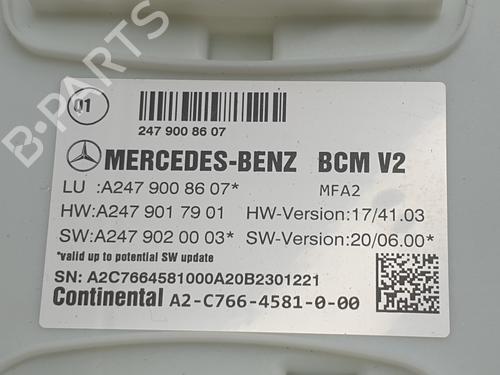 B-PARTS
Q1
247 900 86 07
MERCEDES-BENZ BCM V2
LU :A247 900 86 07* MFA2
HW:A247 901 79 01 HW-Version:17/41.03
SW:A247 902 00 03* SW-Version:20/06.00*
*valid up to potential SW update
SN: A2C7664581000A20B2301221
Continental A2-C766-4581-0-00